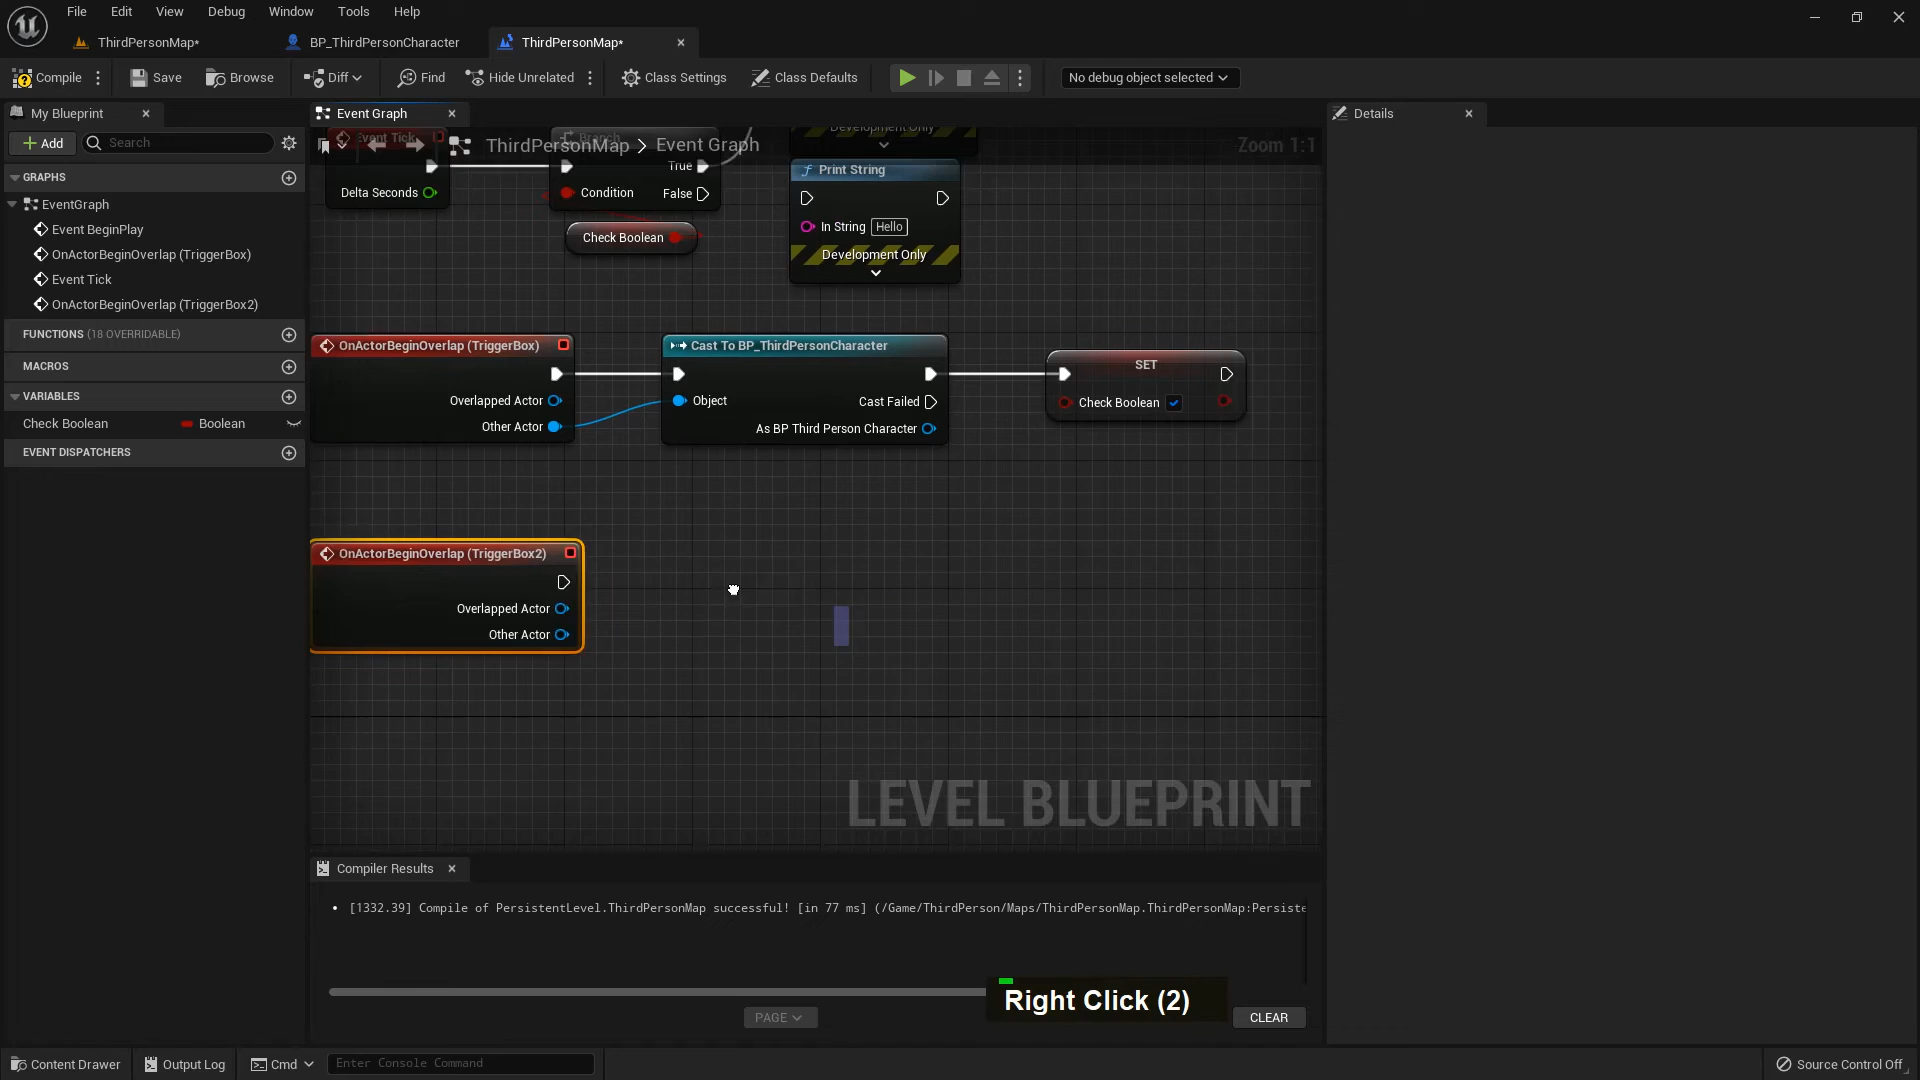 File Edit View Debug Window Tools Help
ThirdPersonMap* BP_ThirdPersonCharacter ThirdPersonMap*
Compile Save Browse Diff Find Hide Unrelated Class Settings Class Defaults No debug object selected
My Blueprint
Event Graph
Details
Add Search
ThirdPersonMap > Event Graph
Zoom 1:1
GRAPHS
EventGraph
Event BeginPlay
OnActorBeginOverlap (TriggerBox)
Event Tick
OnActorBeginOverlap (TriggerBox2)
FUNCTIONS (18 OVERRIDABLE)
MACROS
VARIABLES
Check Boolean Boolean
EVENT DISPATCHERS
Event Tick
Delta Seconds
Branch
True
Condition False
Check Boolean
Development Only
Print String
In String Hello
Development Only
OnActorBeginOverlap (TriggerBox)
Overlapped Actor
Other Actor
Cast To BP_ThirdPersonCharacter
Object Cast Failed
As BP Third Person Character
SET
Check Boolean
OnActorBeginOverlap (TriggerBox2)
Overlapped Actor
Other Actor
LEVEL BLUEPRINT
Compiler Results
• [1332.39] Compile of PersistentLevel.ThirdPersonMap successful! [in 77 ms] (/Game/ThirdPerson/Maps/ThirdPersonMap.ThirdPersonMap:Persiste
Right Click (2)
PAGE CLEAR
Content Drawer Output Log Cmd Enter Console Command Source Control Off